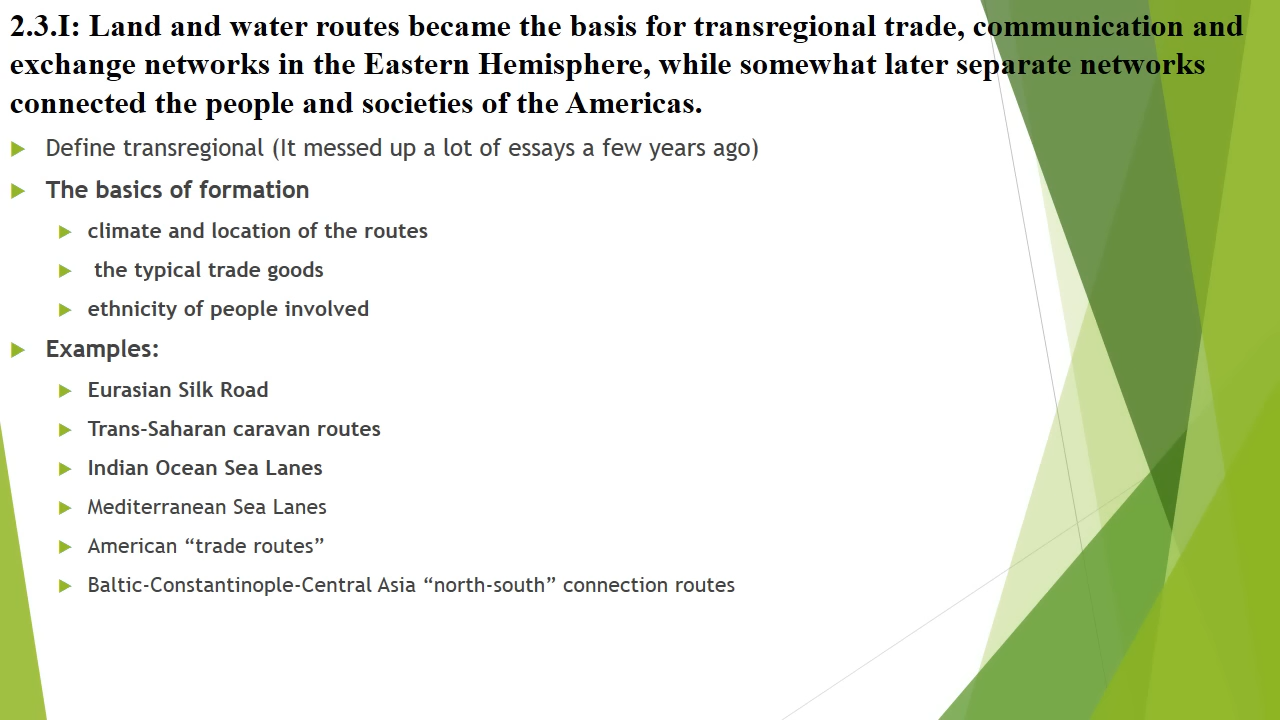 2.3.I: Land and water routes became the basis for transregional trade, communication and
exchange networks in the Eastern Hemisphere, while somewhat later separate networks
connected the people and societies of the Americas.
Define transregional (It messed up a lot of essays a few years ago)
The basics of formation
climate and location of the routes
the typical trade goods
ethnicity of people involved
Examples:
Eurasian Silk Road
Trans-Saharan caravan routes
Indian Ocean Sea Lanes
Mediterranean Sea Lanes
American “trade routes”
Baltic-Constantinople-Central Asia “north-south” connection routes